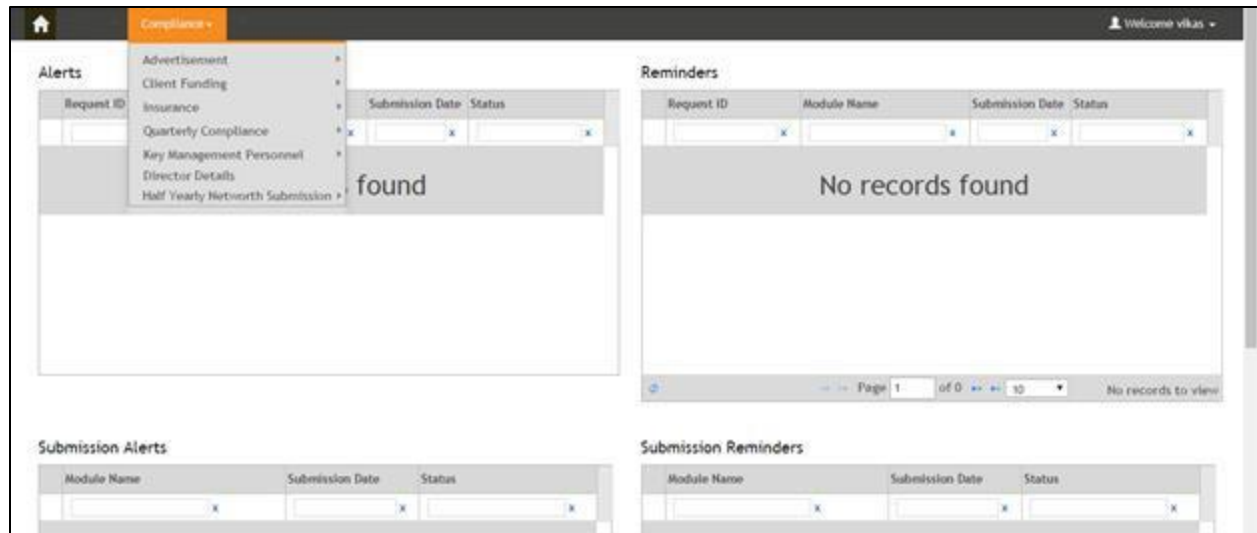 Compliance
Welcome vikas
Advertisement
Client Funding
Insurance
Quarterly Compliance
Key Management Personnel
Director Details
Half Yearly Networth Submission
Alerts
Request ID Submission Date Status
x x x
found
Reminders
Request ID Module Name Submission Date Status
x x x x
No records found
Page 1 of 0 10 No records to view
Submission Alerts
Module Name Submission Date Status
x x x
Submission Reminders
Module Name Submission Date Status
x x x